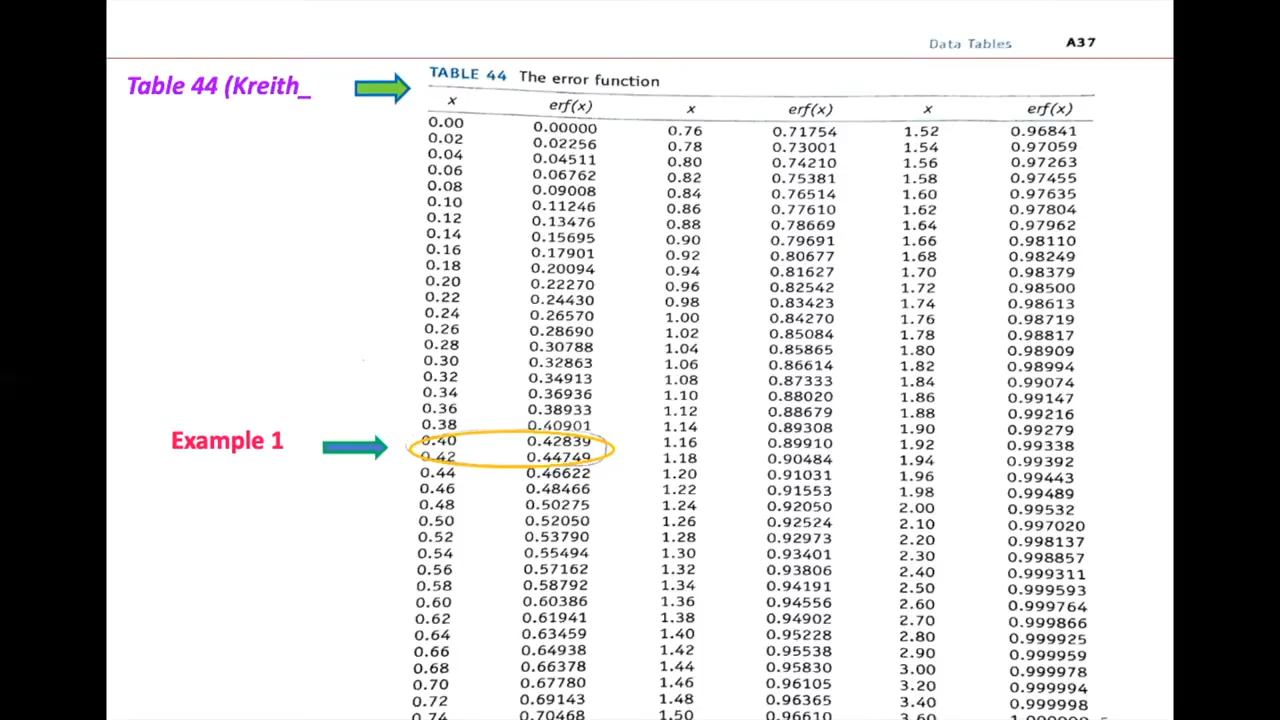 Data Tables A37
Table 44 (Kreith_
TABLE 44 The error function
x erf(x) x erf(x) x erf(x)
0.00 0.00000 0.76 0.71754 1.52 0.96841
0.02 0.02256 0.78 0.73001 1.54 0.97059
0.04 0.04511 0.80 0.74210 1.56 0.97263
0.06 0.06762 0.82 0.75381 1.58 0.97455
0.08 0.09008 0.84 0.76514 1.60 0.97635
0.10 0.11246 0.86 0.77610 1.62 0.97804
0.12 0.13476 0.88 0.78669 1.64 0.97962
0.14 0.15695 0.90 0.79691 1.66 0.98110
0.16 0.17901 0.92 0.80677 1.68 0.98249
0.18 0.20094 0.94 0.81627 1.70 0.98379
0.20 0.22270 0.96 0.82542 1.72 0.98500
0.22 0.24430 0.98 0.83423 1.74 0.98613
0.24 0.26570 1.00 0.84270 1.76 0.98719
0.26 0.28690 1.02 0.85084 1.78 0.98817
0.28 0.30788 1.04 0.85865 1.80 0.98909
0.30 0.32863 1.06 0.86614 1.82 0.98994
0.32 0.34913 1.08 0.87333 1.84 0.99074
0.34 0.36936 1.10 0.88020 1.86 0.99147
0.36 0.38933 1.12 0.88679 1.88 0.99216
0.38 0.40901 1.14 0.89308 1.90 0.99279
Example 1
0.40 0.42839 1.16 0.89910 1.92 0.99338
0.42 0.44749 1.18 0.90484 1.94 0.99392
0.44 0.46622 1.20 0.91031 1.96 0.99443
0.46 0.48466 1.22 0.91553 1.98 0.99489
0.48 0.50275 1.24 0.92050 2.00 0.99532
0.50 0.52050 1.26 0.92524 2.10 0.997020
0.52 0.53790 1.28 0.92973 2.20 0.998137
0.54 0.55494 1.30 0.93401 2.30 0.998857
0.56 0.57162 1.32 0.93806 2.40 0.999311
0.58 0.58792 1.34 0.94191 2.50 0.999593
0.60 0.60386 1.36 0.94556 2.60 0.999764
0.62 0.61941 1.38 0.94902 2.70 0.999866
0.64 0.63459 1.40 0.95228 2.80 0.999925
0.66 0.64938 1.42 0.95538 2.90 0.999959
0.68 0.66378 1.44 0.95830 3.00 0.999978
0.70 0.67780 1.46 0.96105 3.20 0.999994
0.72 0.69143 1.48 0.96365 3.40 0.999998
0.74 0.70468 1.50 0.96610 3.60